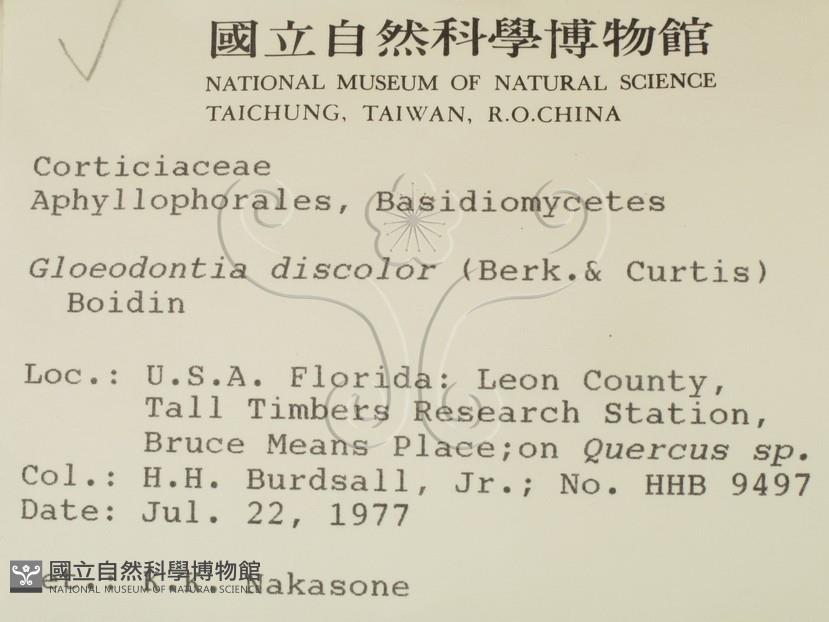 國立自然科學博物館
NATIONAL MUSEUM OF NATURAL SCIENCE
TAICHUNG, TAIWAN, R.O.CHINA
Corticiaceae
Aphyllophorales, Basidiomycetes
Gloeodontia discolor (Berk.& Curtis)
Boidin
Loc.: U.S.A. Florida: Leon County,
Tall Timbers Research Station,
Bruce Means Place;on Quercus sp.
Col.: H.H. Burdsall, Jr.; No. HHB 9497
Date: Jul. 22, 1977
Det.: K.K. Nakasone
國立自然科學博物館
NATIONAL MUSEUM OF NATURAL SCIENCE